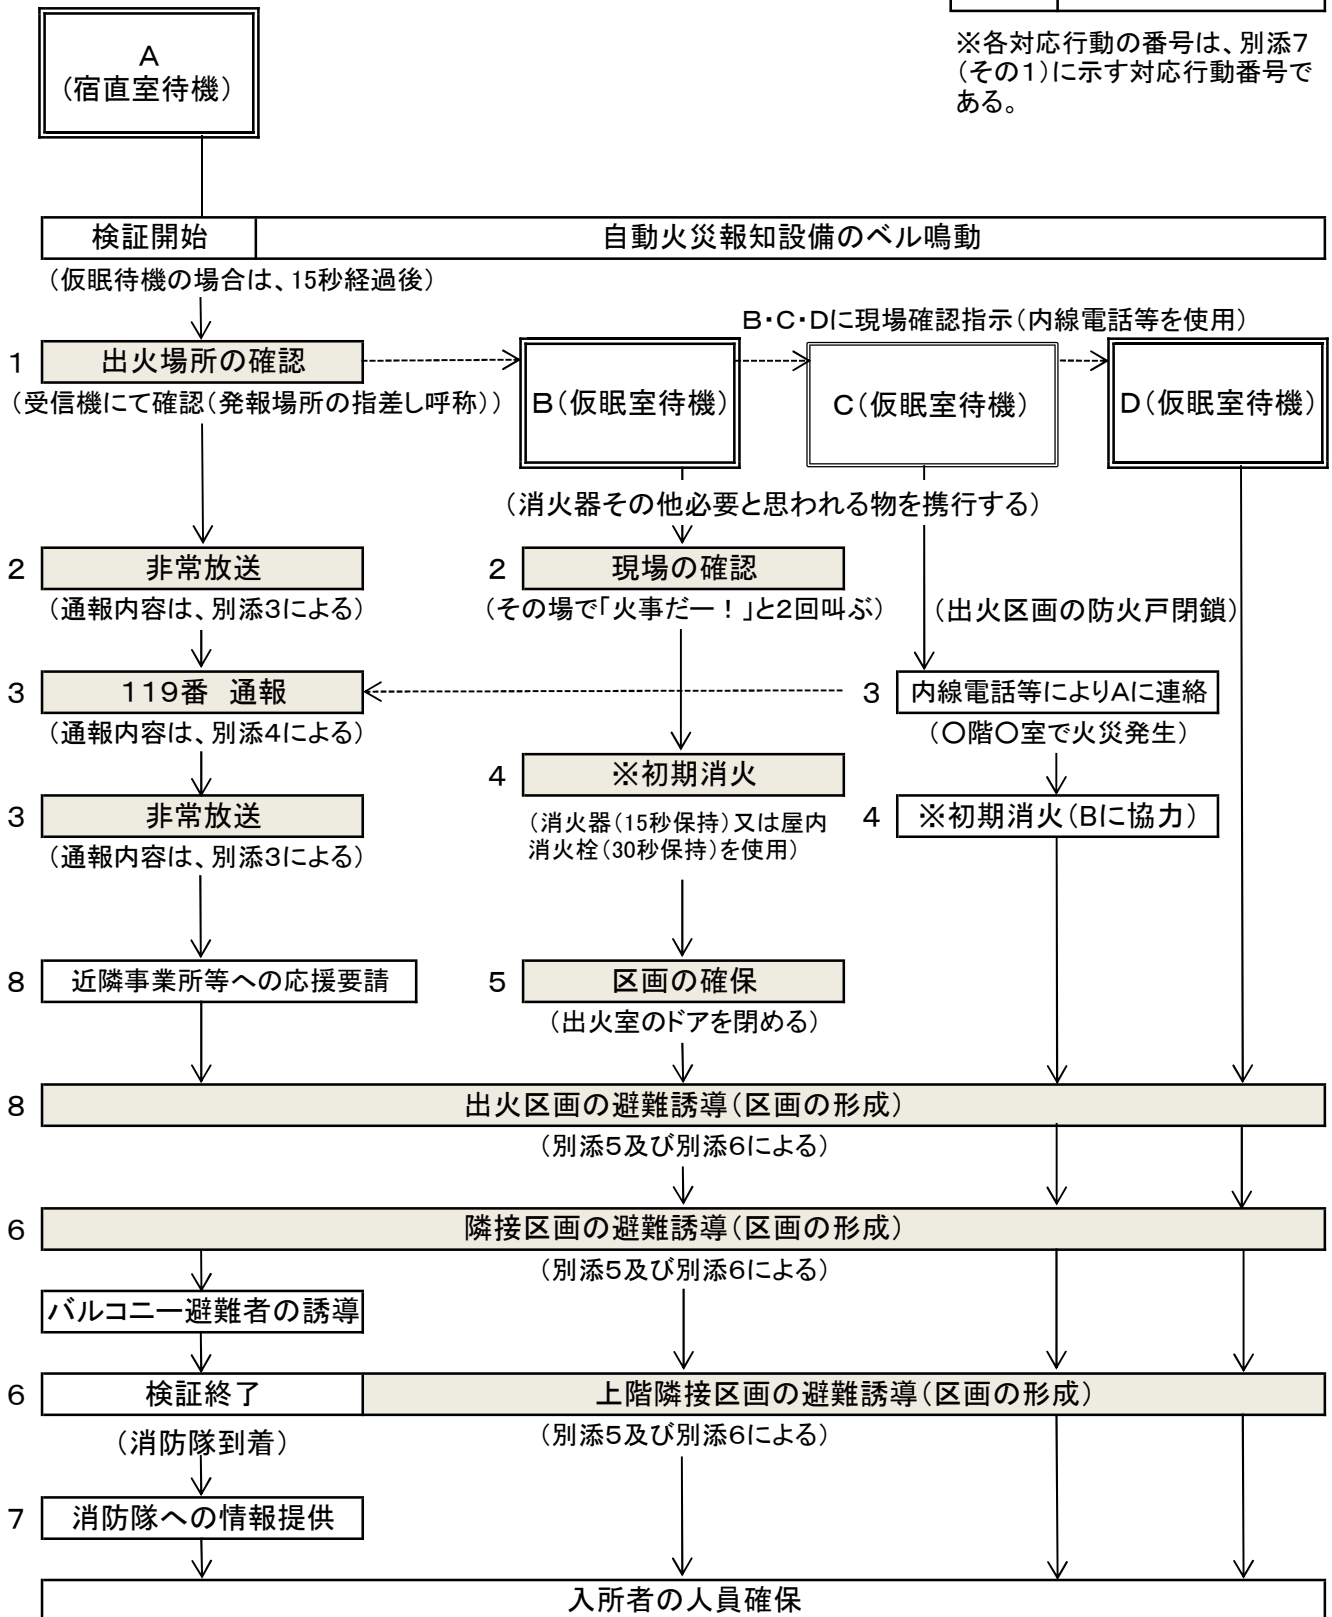 A
（宿直室待機）
※各対応行動の番号は、別添７
（その１）に示す対応行動番号で
ある。
検証開始
自動火災報知設備のベル鳴動
（仮眠待機の場合は、15秒経過後）
B・C・Dに現場確認指示（内線電話等を使用）
1
出火場所の確認
（受信機にて確認（発報場所の指差し呼称））
B（仮眠室待機）
C（仮眠室待機）
D（仮眠室待機）
（消火器その他必要と思われる物を携行する）
2
非常放送
2
現場の確認
（通報内容は、別添３による）
（その場で「火事だー！」と２回叫ぶ）
（出火区画の防火戸閉鎖）
3
１１９番　通報
3
内線電話等によりAに連絡
（通報内容は、別添４による）
（〇階〇室で火災発生）
4
※初期消火
3
非常放送
（消火器（15秒保持）又は屋内
消火栓（30秒保持）を使用）
4
※初期消火（Bに協力）
（通報内容は、別添３による）
8
近隣事業所等への応援要請
5
区画の確保
（出火室のドアを閉める）
8
出火区画の避難誘導（区画の形成）
（別添５及び別添６による）
6
隣接区画の避難誘導（区画の形成）
（別添５及び別添６による）
バルコニー避難者の誘導
6
検証終了
上階隣接区画の避難誘導（区画の形成）
（消防隊到着）
（別添５及び別添６による）
7
消防隊への情報提供
入所者の人員確保